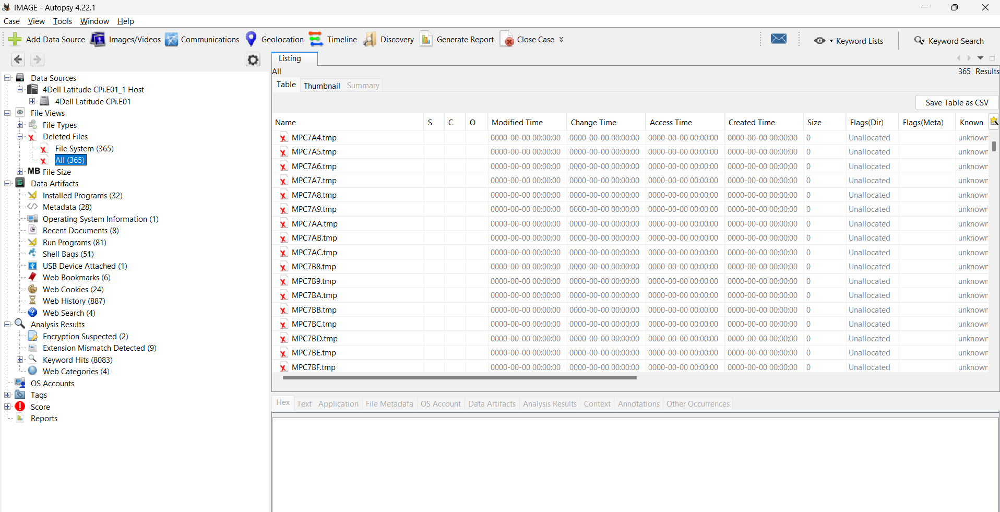 IMAGE - Autopsy 4.22.1
Case View Tools Window Help
Add Data Source Images/Videos Communications Geolocation Timeline Discovery Generate Report Close Case Keyword Lists Keyword Search
Data Sources
4Dell Latitude CPi.E01_1 Host
4Dell Latitude CPi.E01
File Views
File Types
Deleted Files
File System (365)
All (365)
MB File Size
Data Artifacts
Installed Programs (32)
Metadata (28)
Operating System Information (1)
Recent Documents (8)
Run Programs (81)
Shell Bags (51)
USB Device Attached (1)
Web Bookmarks (6)
Web Cookies (24)
Web History (887)
Web Search (4)
Analysis Results
Encryption Suspected (2)
Extension Mismatch Detected (9)
Keyword Hits (8083)
Web Categories (4)
OS Accounts
Tags
Score
Reports
Listing
All 365 Results
Table Thumbnail Summary
Save Table as CSV
Name S C O Modified Time Change Time Access Time Created Time Size Flags(Dir) Flags(Meta) Known
MPC7A4.tmp 0000-00-00 00:00:00 0000-00-00 00:00:00 0000-00-00 00:00:00 0000-00-00 00:00:00 0 Unallocated unknown
MPC7A5.tmp 0000-00-00 00:00:00 0000-00-00 00:00:00 0000-00-00 00:00:00 0000-00-00 00:00:00 0 Unallocated unknown
MPC7A6.tmp 0000-00-00 00:00:00 0000-00-00 00:00:00 0000-00-00 00:00:00 0000-00-00 00:00:00 0 Unallocated unknown
MPC7A7.tmp 0000-00-00 00:00:00 0000-00-00 00:00:00 0000-00-00 00:00:00 0000-00-00 00:00:00 0 Unallocated unknown
MPC7A8.tmp 0000-00-00 00:00:00 0000-00-00 00:00:00 0000-00-00 00:00:00 0000-00-00 00:00:00 0 Unallocated unknown
MPC7A9.tmp 0000-00-00 00:00:00 0000-00-00 00:00:00 0000-00-00 00:00:00 0000-00-00 00:00:00 0 Unallocated unknown
MPC7AA.tmp 0000-00-00 00:00:00 0000-00-00 00:00:00 0000-00-00 00:00:00 0000-00-00 00:00:00 0 Unallocated unknown
MPC7AB.tmp 0000-00-00 00:00:00 0000-00-00 00:00:00 0000-00-00 00:00:00 0000-00-00 00:00:00 0 Unallocated unknown
MPC7AC.tmp 0000-00-00 00:00:00 0000-00-00 00:00:00 0000-00-00 00:00:00 0000-00-00 00:00:00 0 Unallocated unknown
MPC7B8.tmp 0000-00-00 00:00:00 0000-00-00 00:00:00 0000-00-00 00:00:00 0000-00-00 00:00:00 0 Unallocated unknown
MPC7B9.tmp 0000-00-00 00:00:00 0000-00-00 00:00:00 0000-00-00 00:00:00 0000-00-00 00:00:00 0 Unallocated unknown
MPC7BA.tmp 0000-00-00 00:00:00 0000-00-00 00:00:00 0000-00-00 00:00:00 0000-00-00 00:00:00 0 Unallocated unknown
MPC7BB.tmp 0000-00-00 00:00:00 0000-00-00 00:00:00 0000-00-00 00:00:00 0000-00-00 00:00:00 0 Unallocated unknown
MPC7BC.tmp 0000-00-00 00:00:00 0000-00-00 00:00:00 0000-00-00 00:00:00 0000-00-00 00:00:00 0 Unallocated unknown
MPC7BD.tmp 0000-00-00 00:00:00 0000-00-00 00:00:00 0000-00-00 00:00:00 0000-00-00 00:00:00 0 Unallocated unknown
MPC7BE.tmp 0000-00-00 00:00:00 0000-00-00 00:00:00 0000-00-00 00:00:00 0000-00-00 00:00:00 0 Unallocated unknown
MPC7BF.tmp 0000-00-00 00:00:00 0000-00-00 00:00:00 0000-00-00 00:00:00 0000-00-00 00:00:00 0 Unallocated unknown
Hex Text Application File Metadata OS Account Data Artifacts Analysis Results Context Annotations Other Occurrences